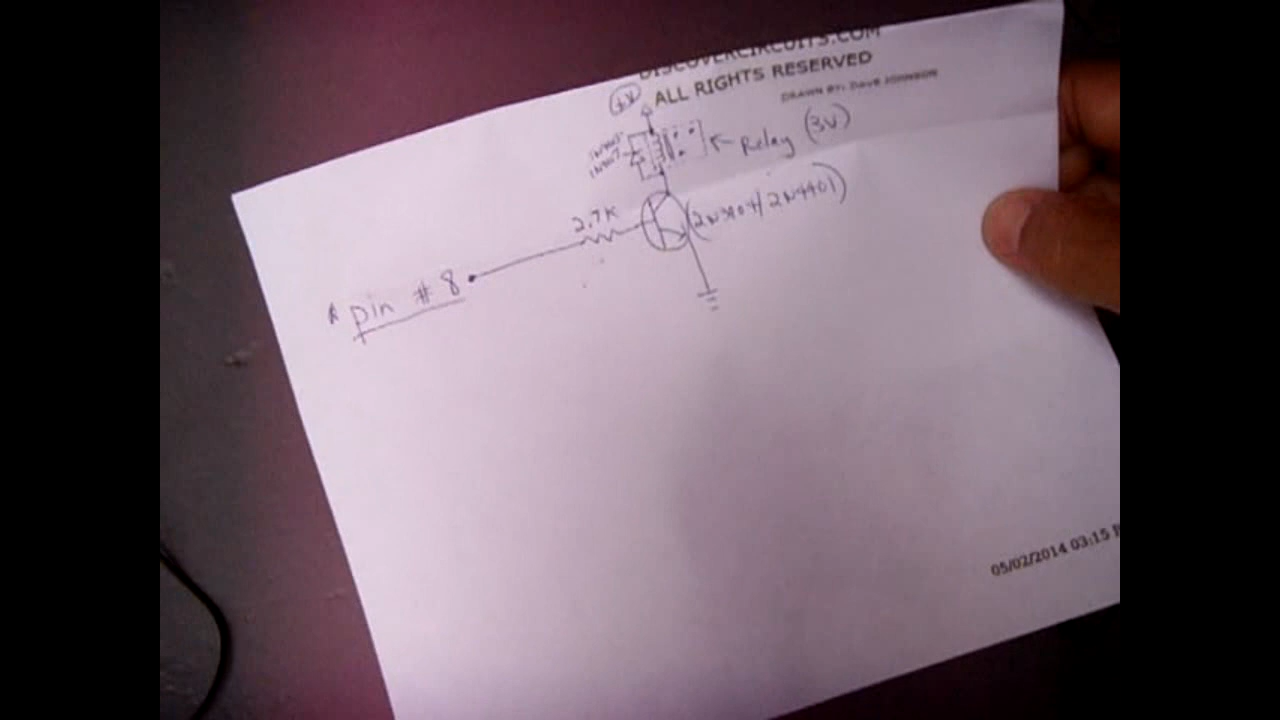 DISCOVERCIRCUITS.COM
ALL RIGHTS RESERVED
DRAWN BY: Dave JOHNSON
+V
Relay (3V)
(2N3904/2N4401)
2.7K
pin # 8
05/02/2014 03:15